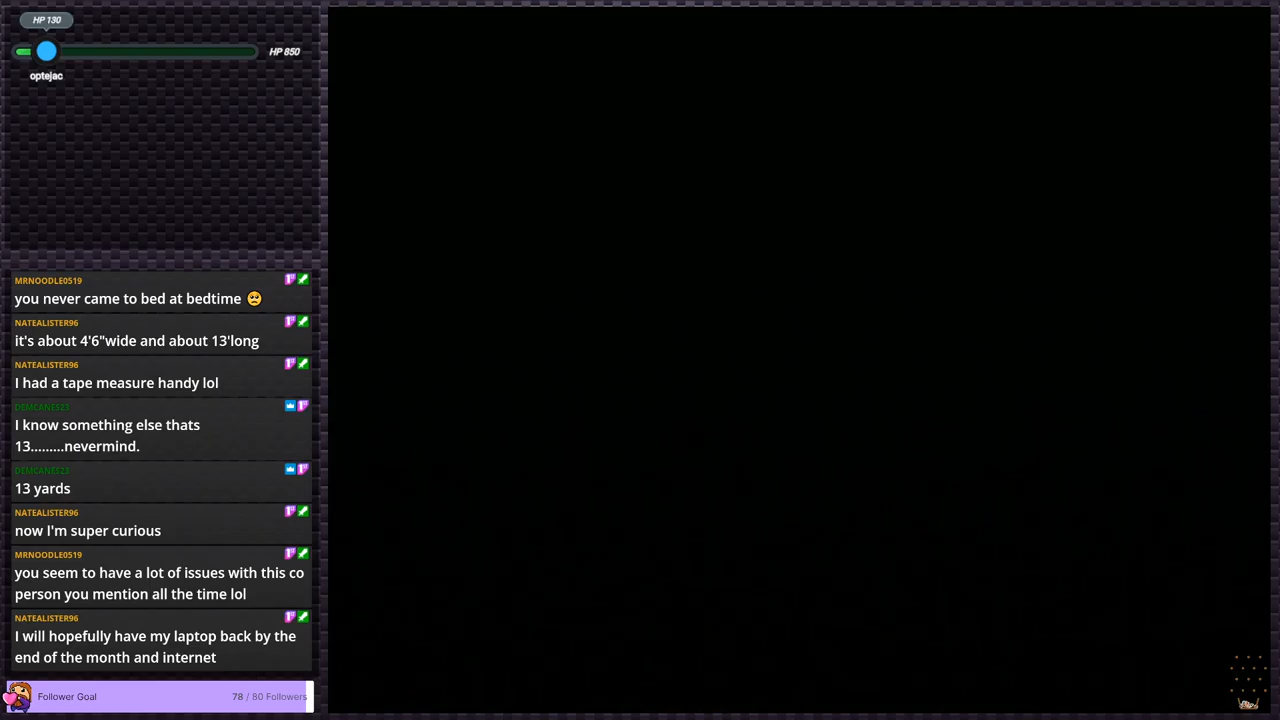 HP 130
HP 850
optejac
MRNOODLE0519
you never came to bed at bedtime 🥺
NATEALISTER96
it's about 4'6"wide and about 13'long
NATEALISTER96
I had a tape measure handy lol
DEMCANES23
I know something else thats
13.........nevermind.
DEMCANES23
13 yards
NATEALISTER96
now I'm super curious
MRNOODLE0519
you seem to have a lot of issues with this co
person you mention all the time lol
NATEALISTER96
I will hopefully have my laptop back by the
end of the month and internet
Follower Goal
78 / 80 Followers